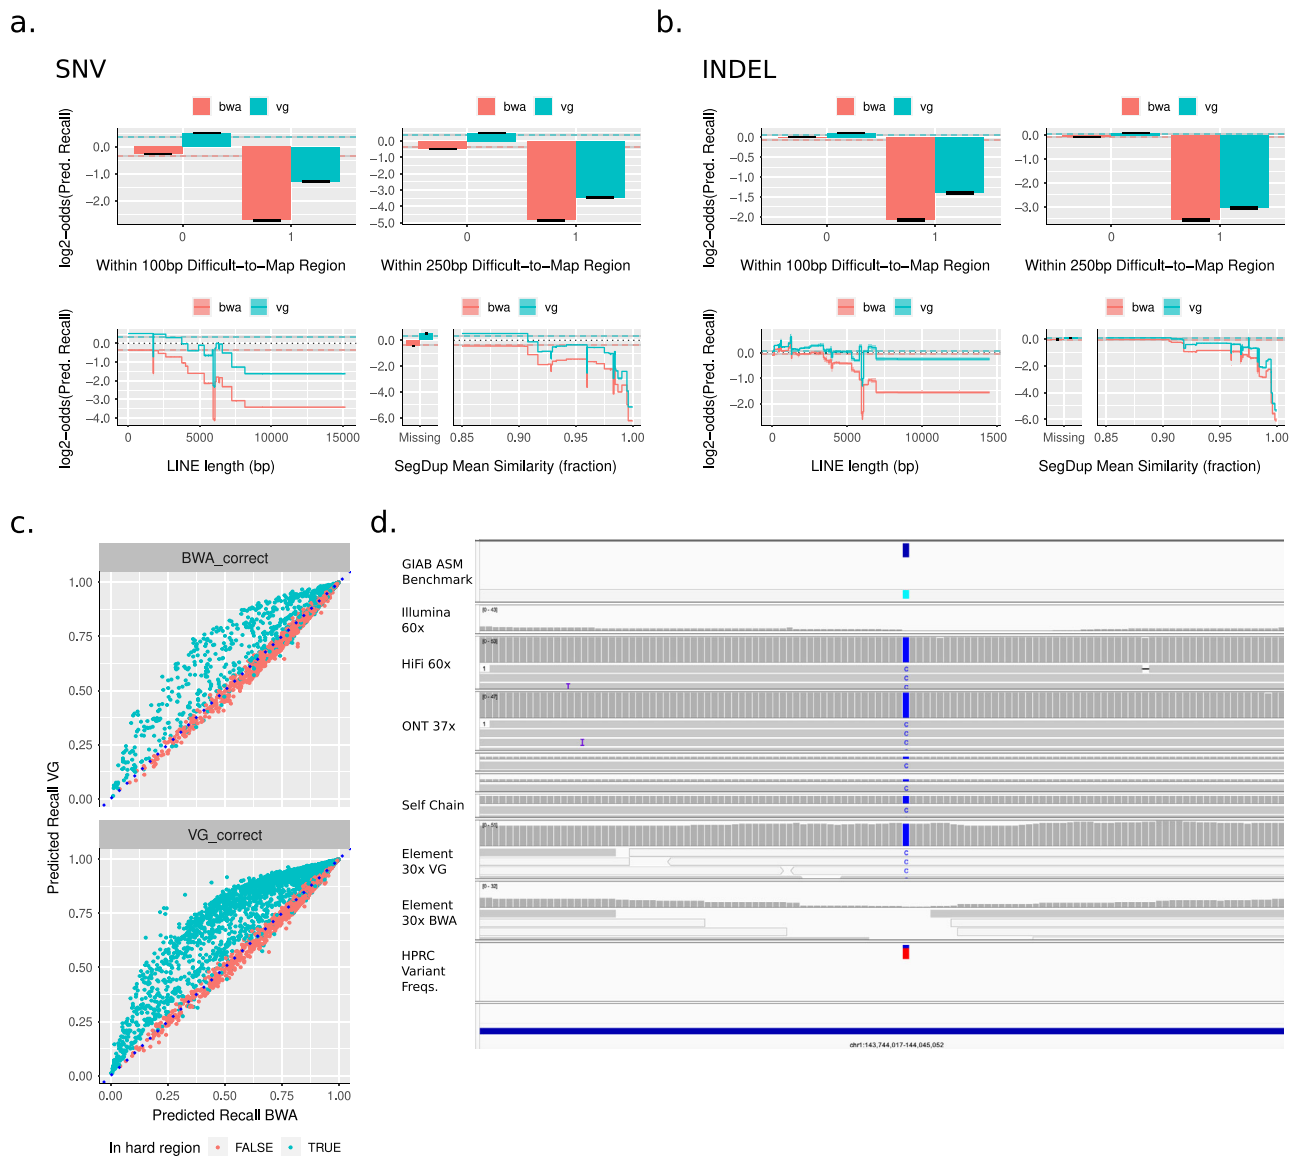 a.
SNV
bwa vg
bwa vg
log2−odds(Pred. Recall)
0.0
−1.0
−2.0
0 1
Within 100bp Difficult−to−Map Region
0.0
−1.0
−2.0
−3.0
−4.0
−5.0
0 1
Within 250bp Difficult−to−Map Region
bwa vg
bwa vg
log2−odds(Pred. Recall)
0.0
−1.0
−2.0
−3.0
−4.0
0 5000 10000 15000
LINE length (bp)
0.0
−2.0
−4.0
−6.0
Missing
0.85 0.90 0.95 1.00
SegDup Mean Similarity (fraction)
b.
INDEL
bwa vg
bwa vg
log2−odds(Pred. Recall)
0.0
−0.5
−1.0
−1.5
−2.0
0 1
Within 100bp Difficult−to−Map Region
0.0
−1.0
−2.0
−3.0
0 1
Within 250bp Difficult−to−Map Region
bwa vg
bwa vg
log2−odds(Pred. Recall)
0.0
−1.0
−2.0
0 5000 10000 1500
LINE length (bp)
0.0
−2.0
−4.0
−6.0
Missing
0.85 0.90 0.95 1.00
SegDup Mean Similarity (fraction)
c.
BWA_correct
1.00
0.75
0.50
0.25
0.00
VG_correct
1.00
0.75
0.50
0.25
0.00
Predicted Recall VG
0.00 0.25 0.50 0.75 1.00
Predicted Recall BWA
In hard region FALSE TRUE
d.
GIAB ASM
Benchmark
Illumina
60x
[0 - 43]
HiFi 60x
1
C
C
C
I
ONT 37x
[0 - 47]
1
C
C
C
I
C
C
Self Chain
C
Element
30x VG
C
C
C
Element
30x BWA
[0 - 32]
HPRC
Variant
Freqs.
chr1:143,744,017-144,045,052